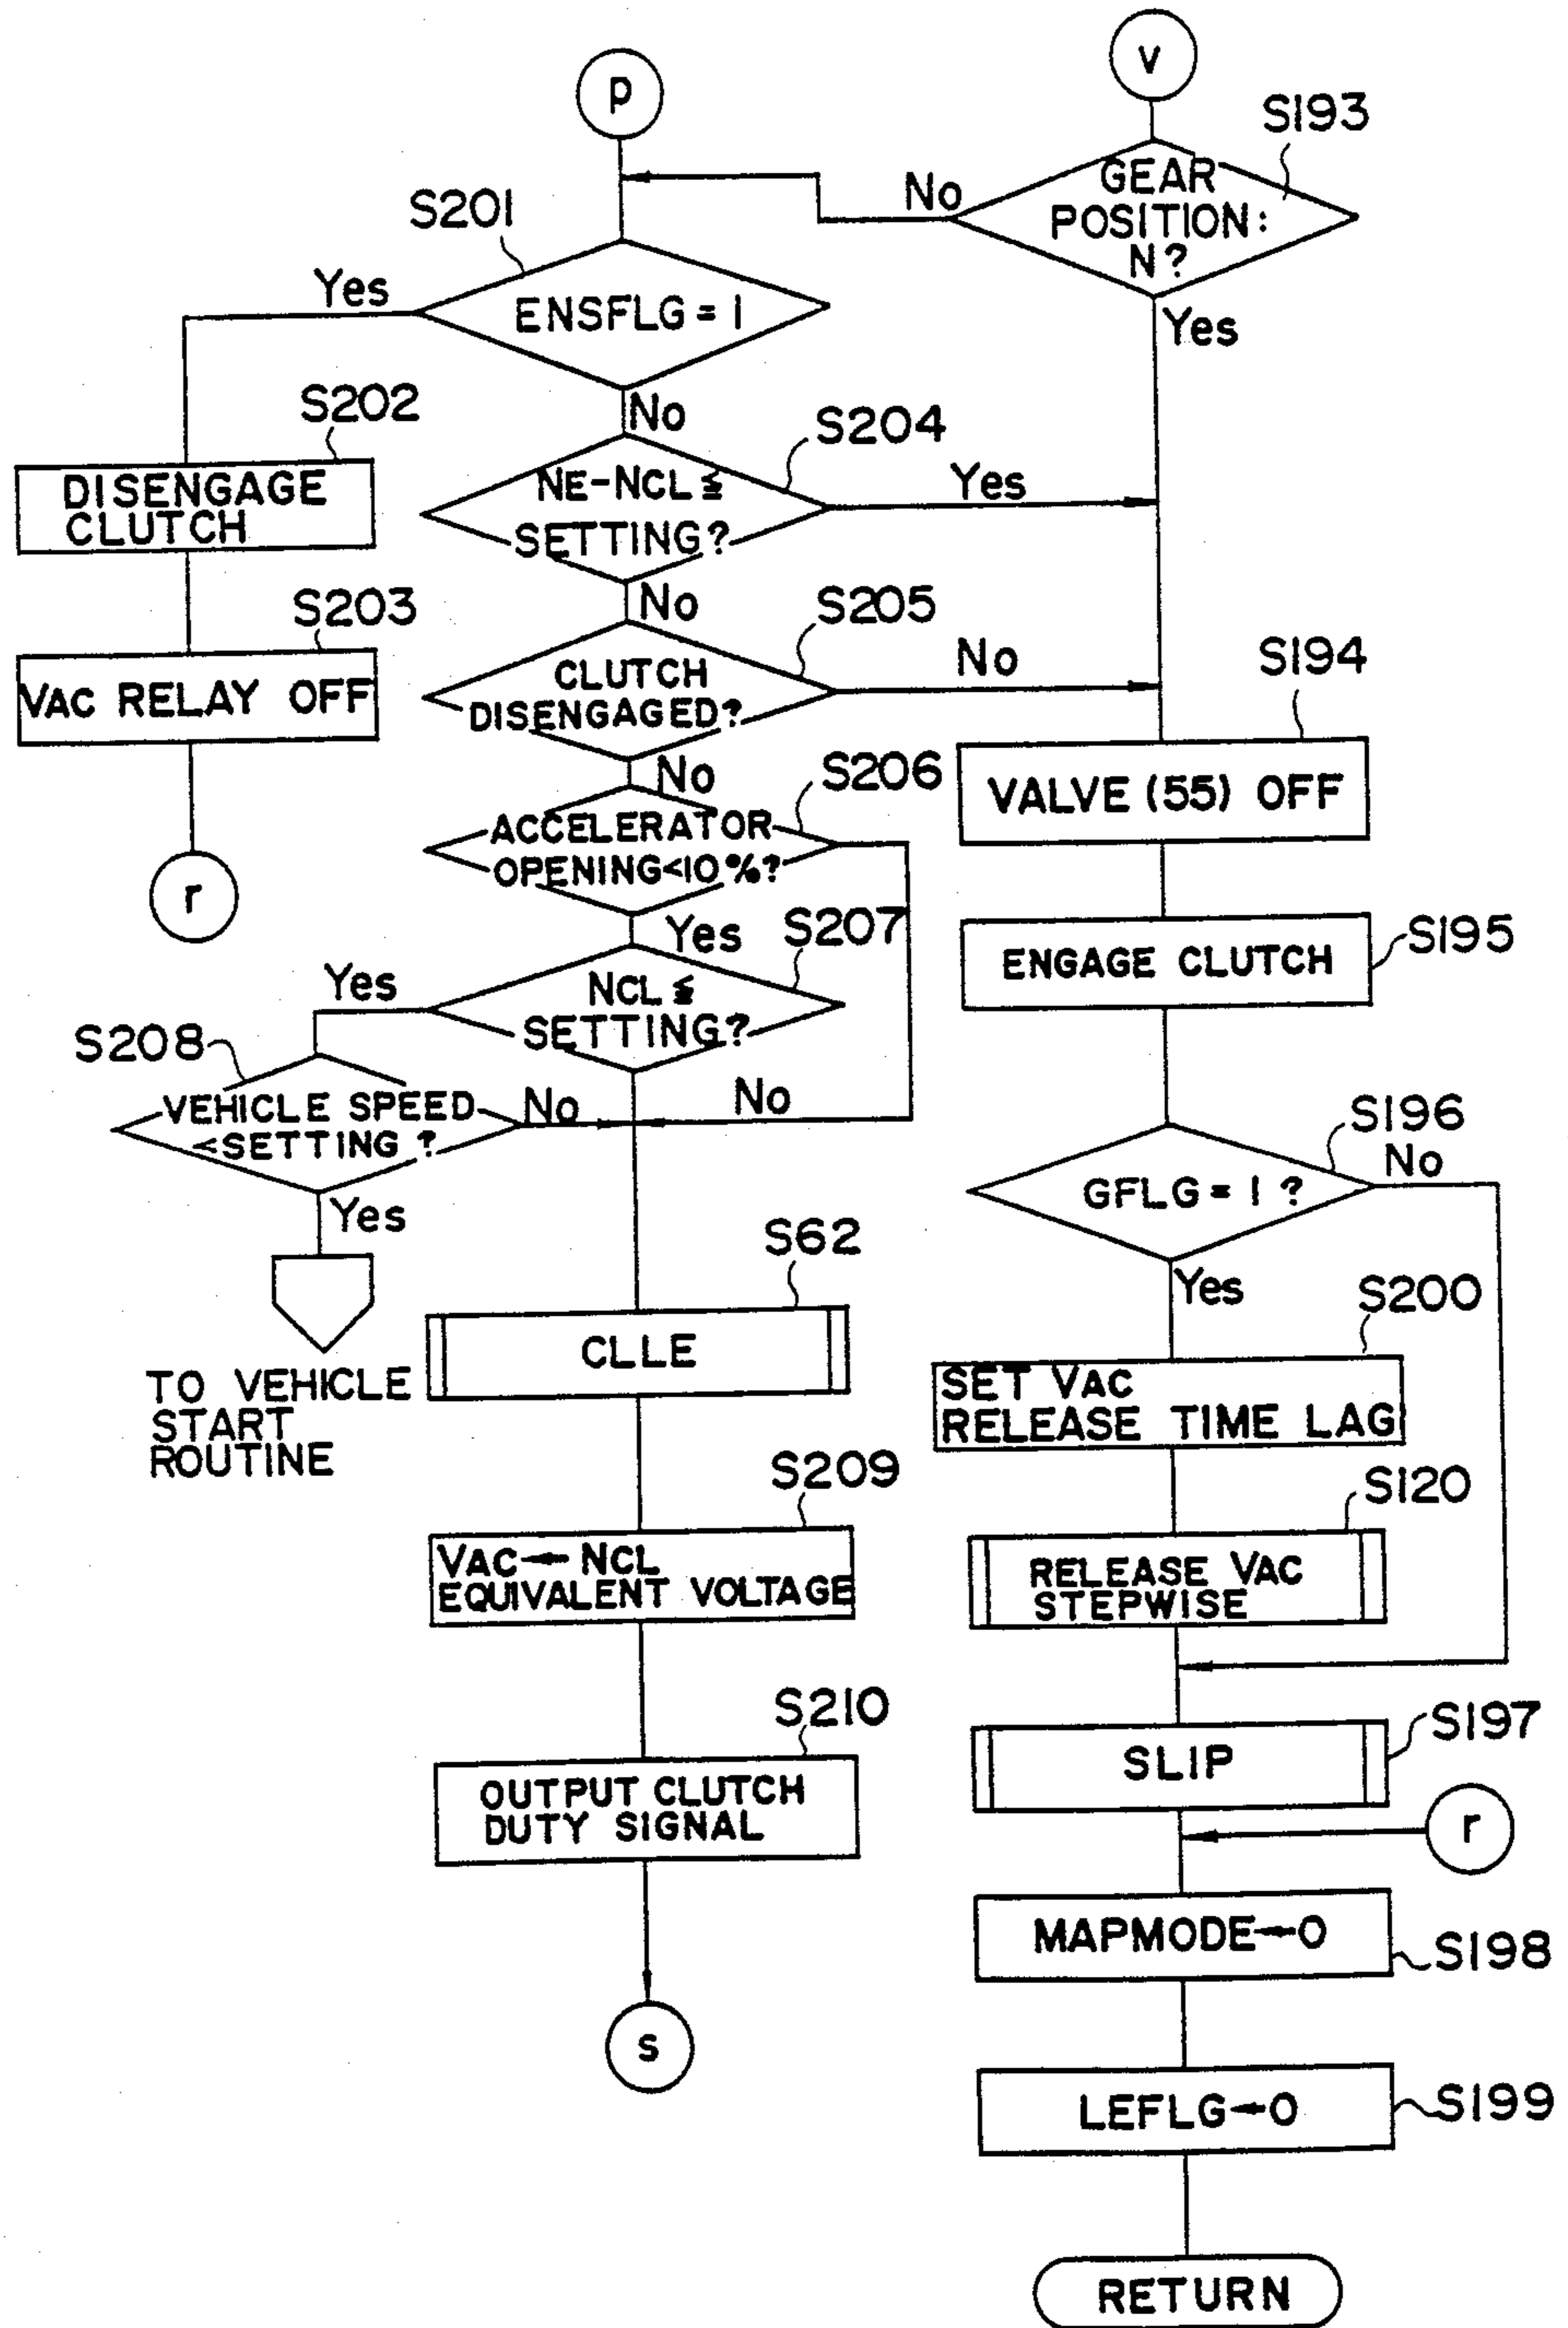 p
v
S193
GEAR
POSITION:
N?
No
Yes
S201
ENSFLG = 1
Yes
No
S202
DISENGAGE
CLUTCH
S203
VAC RELAY OFF
r
S204
NE-NCL ≦
SETTING?
Yes
No
S205
CLUTCH
DISENGAGED?
No
No
S206
ACCELERATOR
OPENING<10%?
Yes
No
S207
NCL ≦
SETTING?
Yes
S208
VEHICLE SPEED
<SETTING ?
No
Yes
TO VEHICLE
START
ROUTINE
S62
CLLE
S209
VAC ← NCL
EQUIVALENT VOLTAGE
S210
OUTPUT CLUTCH
DUTY SIGNAL
s
S194
VALVE (55) OFF
ENGAGE CLUTCH
S195
S196
GFLG = 1 ?
No
Yes
S200
SET VAC
RELEASE TIME LAG
S120
RELEASE VAC
STEPWISE
S197
SLIP
r
MAPMODE←0
S198
LEFLG←0
S199
RETURN